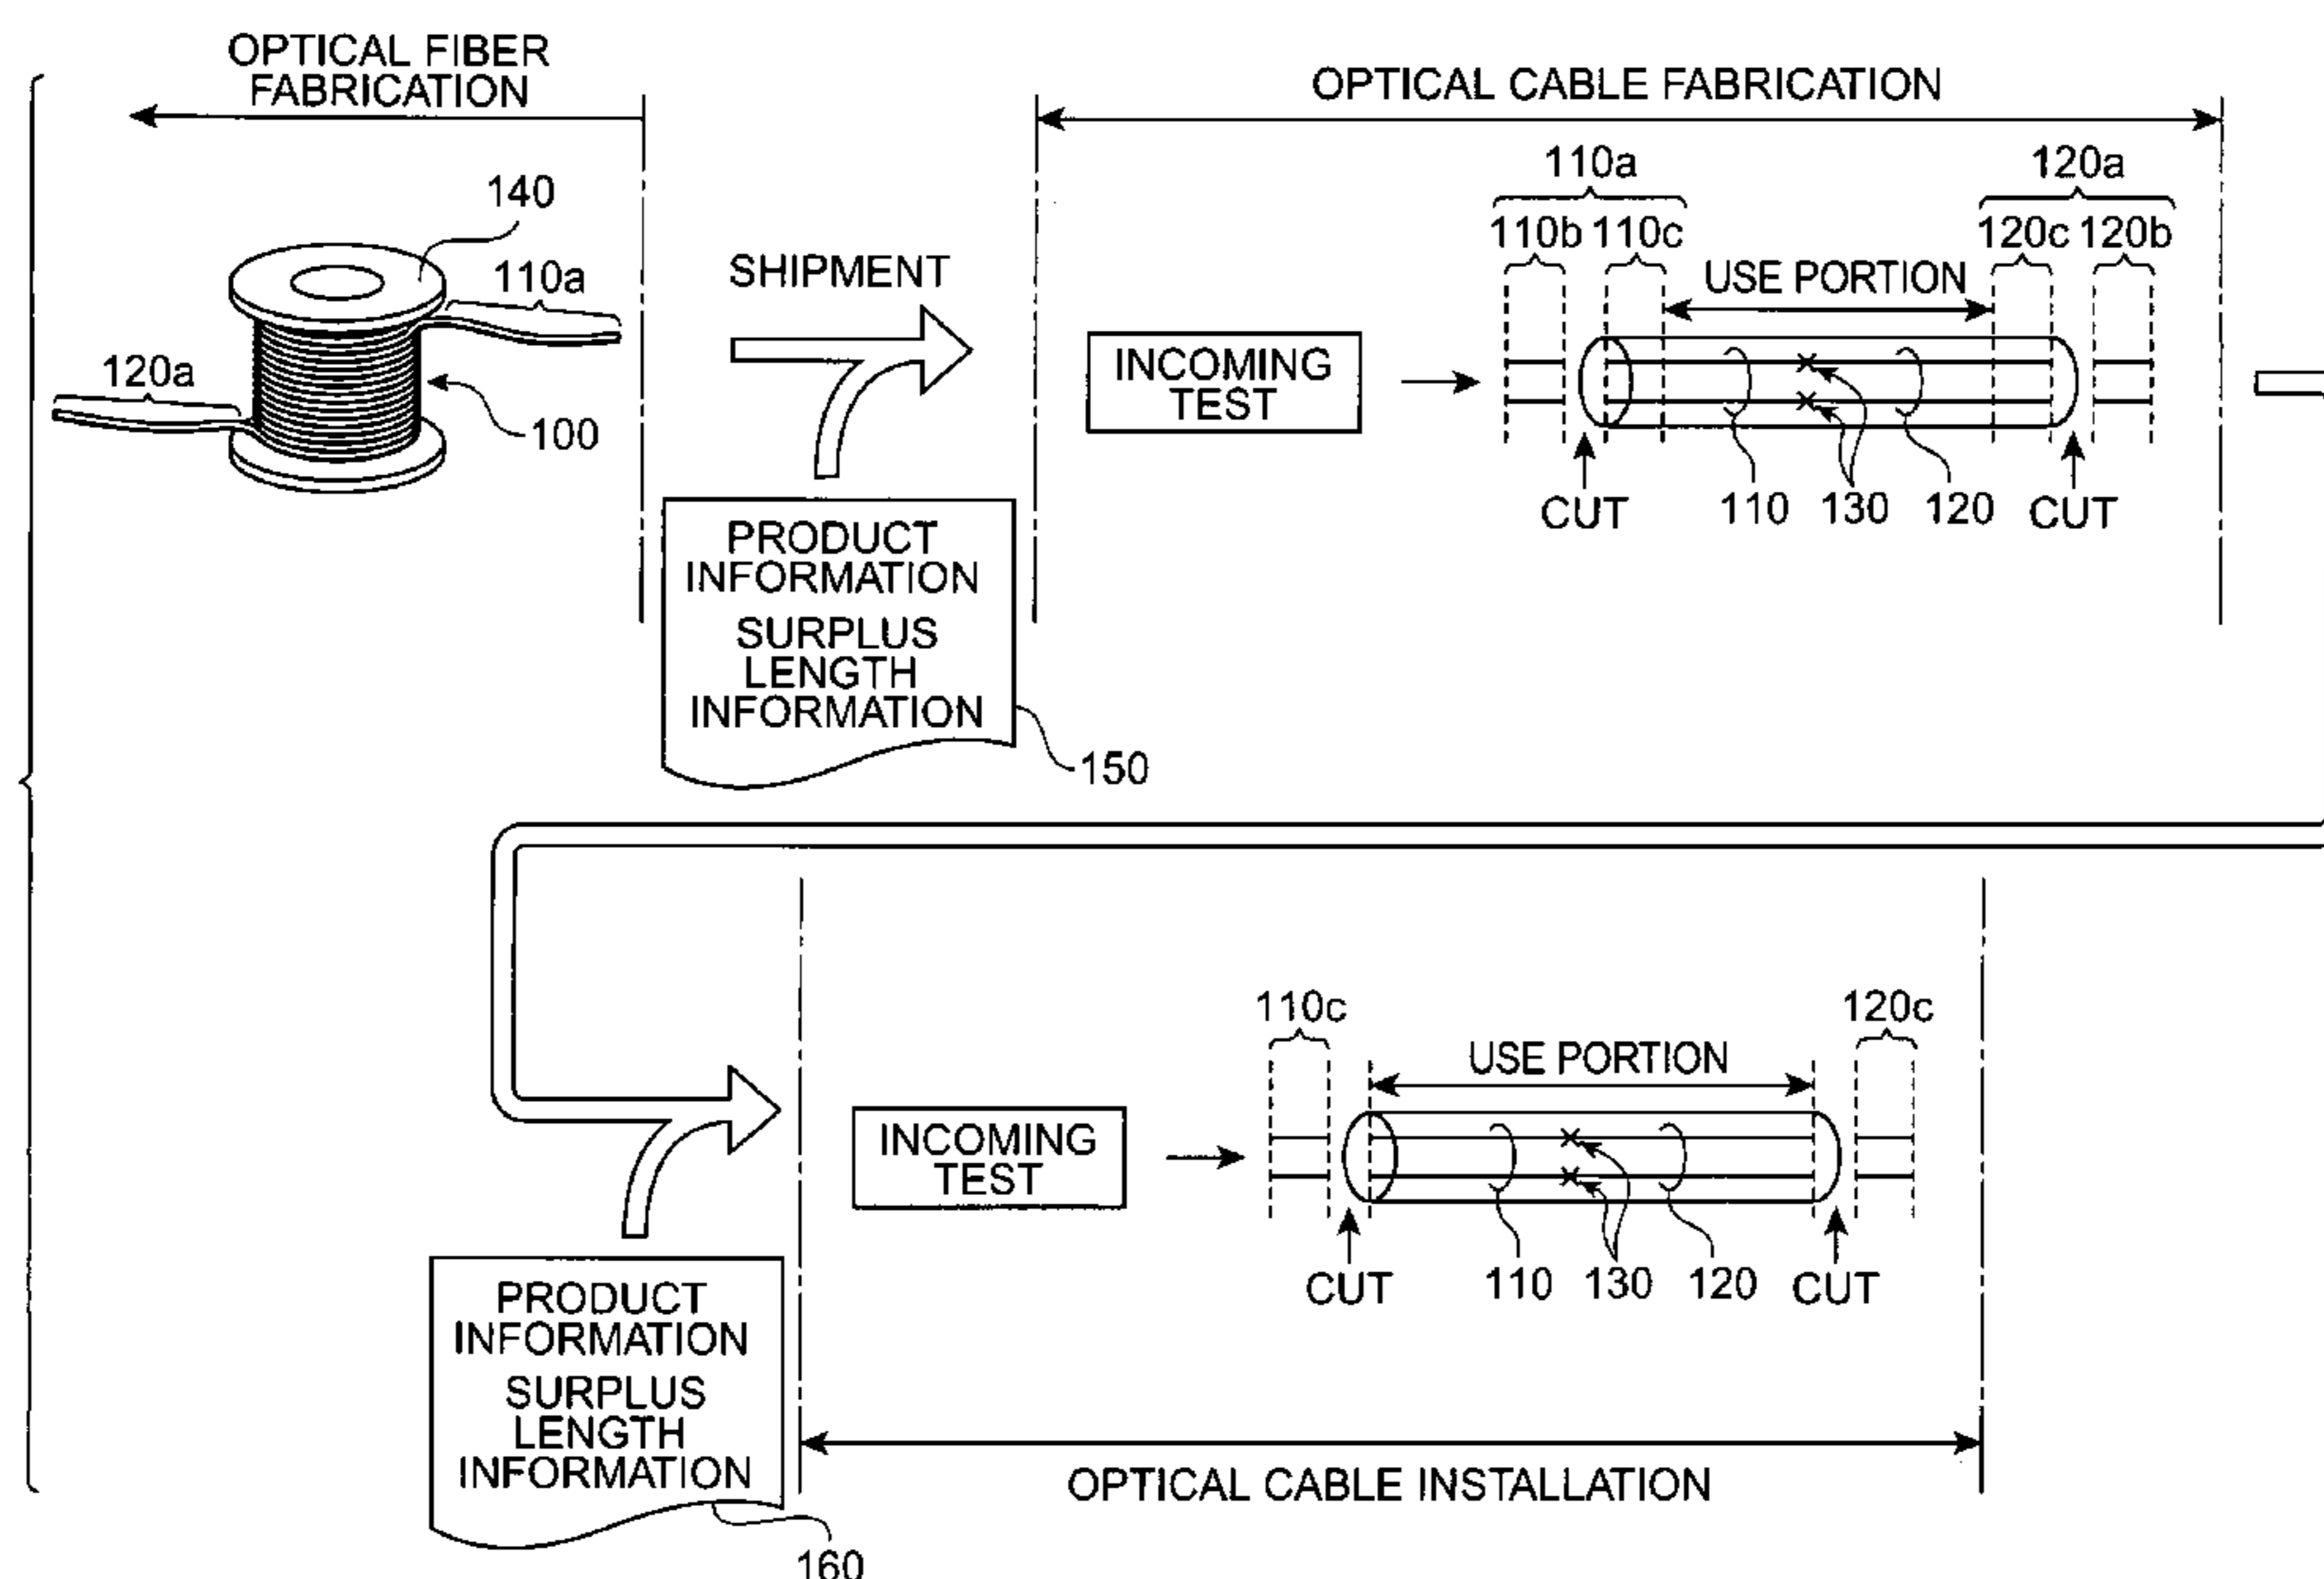 OPTICAL FIBER
FABRICATION
OPTICAL CABLE FABRICATION
140
110a
120a
100
SHIPMENT
PRODUCT
INFORMATION
SURPLUS
LENGTH
INFORMATION
150
INCOMING
TEST
110a
120a
110b 110c
120c 120b
USE PORTION
CUT
110
130
120
CUT
PRODUCT
INFORMATION
SURPLUS
LENGTH
INFORMATION
160
INCOMING
TEST
110c
120c
USE PORTION
CUT
110
130
120
CUT
OPTICAL CABLE INSTALLATION